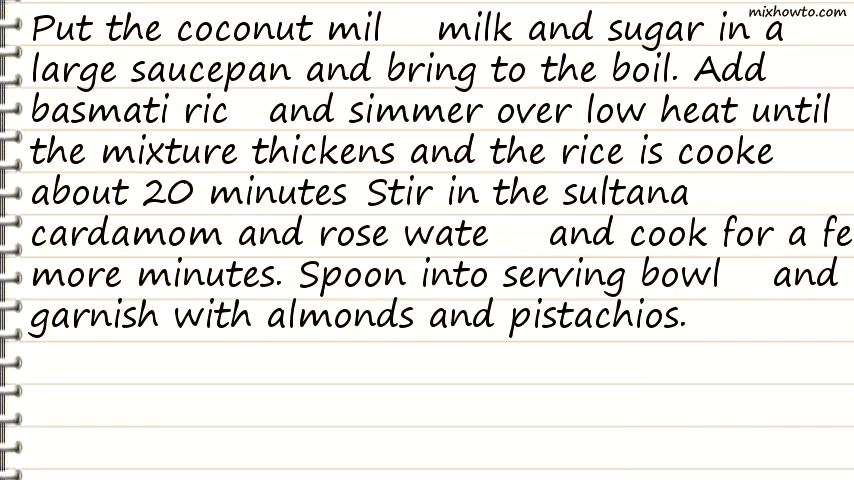 mixhowto.com
Put the coconut mil milk and sugar in a
large saucepan and bring to the boil. Add
basmati ric and simmer over low heat until
the mixture thickens and the rice is cooke
about 20 minutes Stir in the sultana
cardamom and rose wate and cook for a fe
more minutes. Spoon into serving bowl and
garnish with almonds and pistachios.